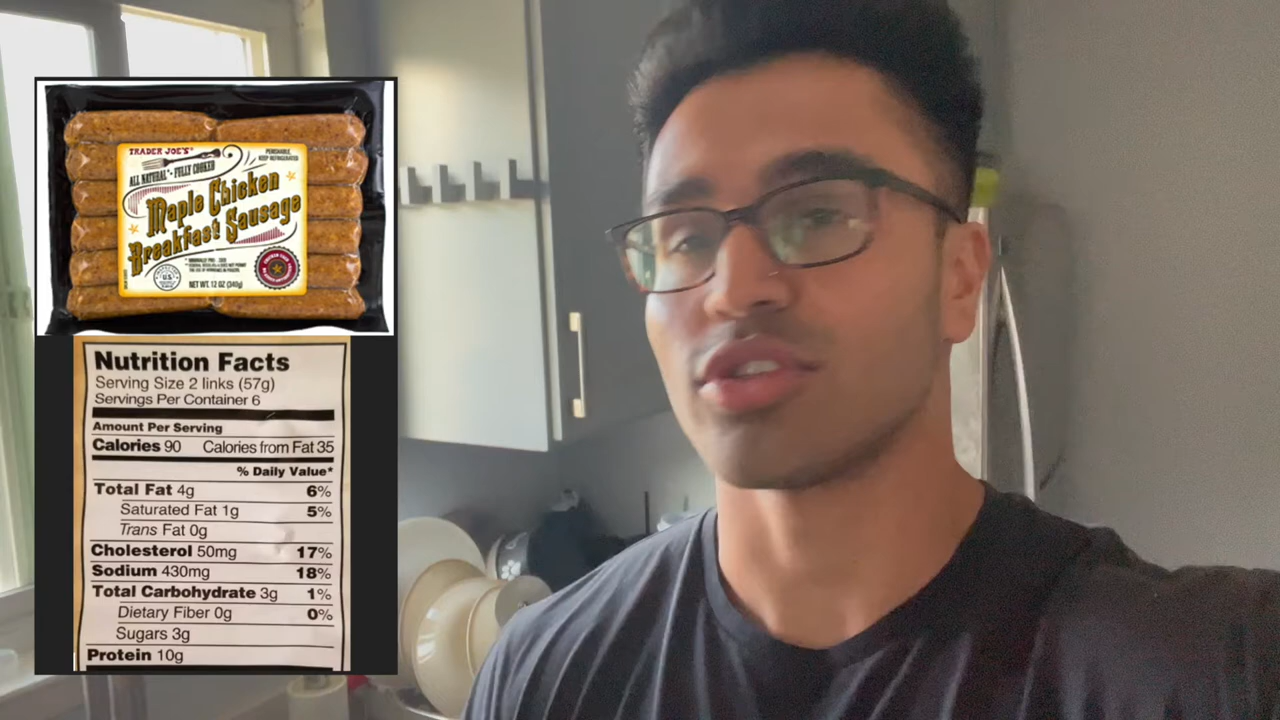 TRADER JOE'S®
PERISHABLE,
KEEP REFRIGERATED
ALL NATURAL* - FULLY COOKED
Maple Chicken
Breakfast Sausage
NET WT. 12 OZ (340g)
Nutrition Facts
Serving Size 2 links (57g)
Servings Per Container 6
Amount Per Serving
Calories 90 Calories from Fat 35
% Daily Value*
Total Fat 4g 6%
Saturated Fat 1g 5%
Trans Fat 0g
Cholesterol 50mg 17%
Sodium 430mg 18%
Total Carbohydrate 3g 1%
Dietary Fiber 0g 0%
Sugars 3g
Protein 10g